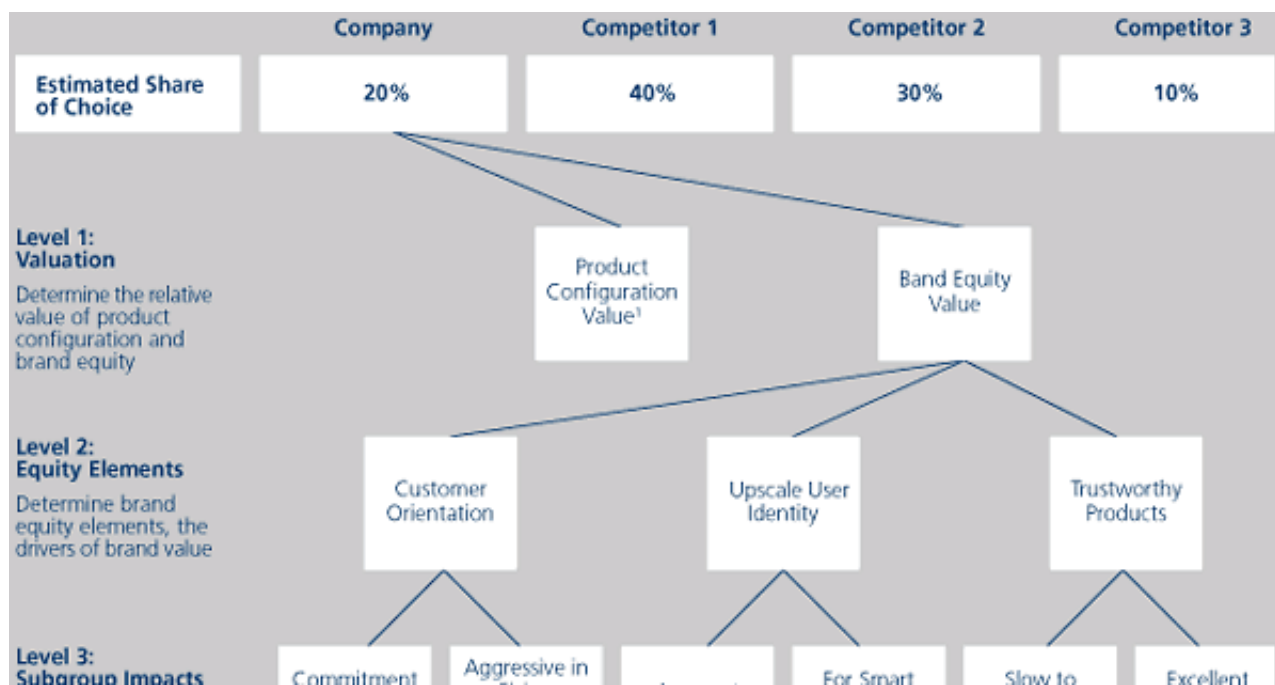 Company Competitor 1 Competitor 2 Competitor 3
Estimated Share
of Choice
20% 40% 30% 10%
Level 1:
Valuation
Determine the relative
value of product
configuration and
brand equity
Product
Configuration
Value¹
Band Equity
Value
Level 2:
Equity Elements
Determine brand
equity elements, the
drivers of brand value
Customer
Orientation
Upscale User
Identity
Trustworthy
Products
Level 3:
Subgroup Impacts
Commitment
Aggressive in
For Smart
Slow to
Excellent